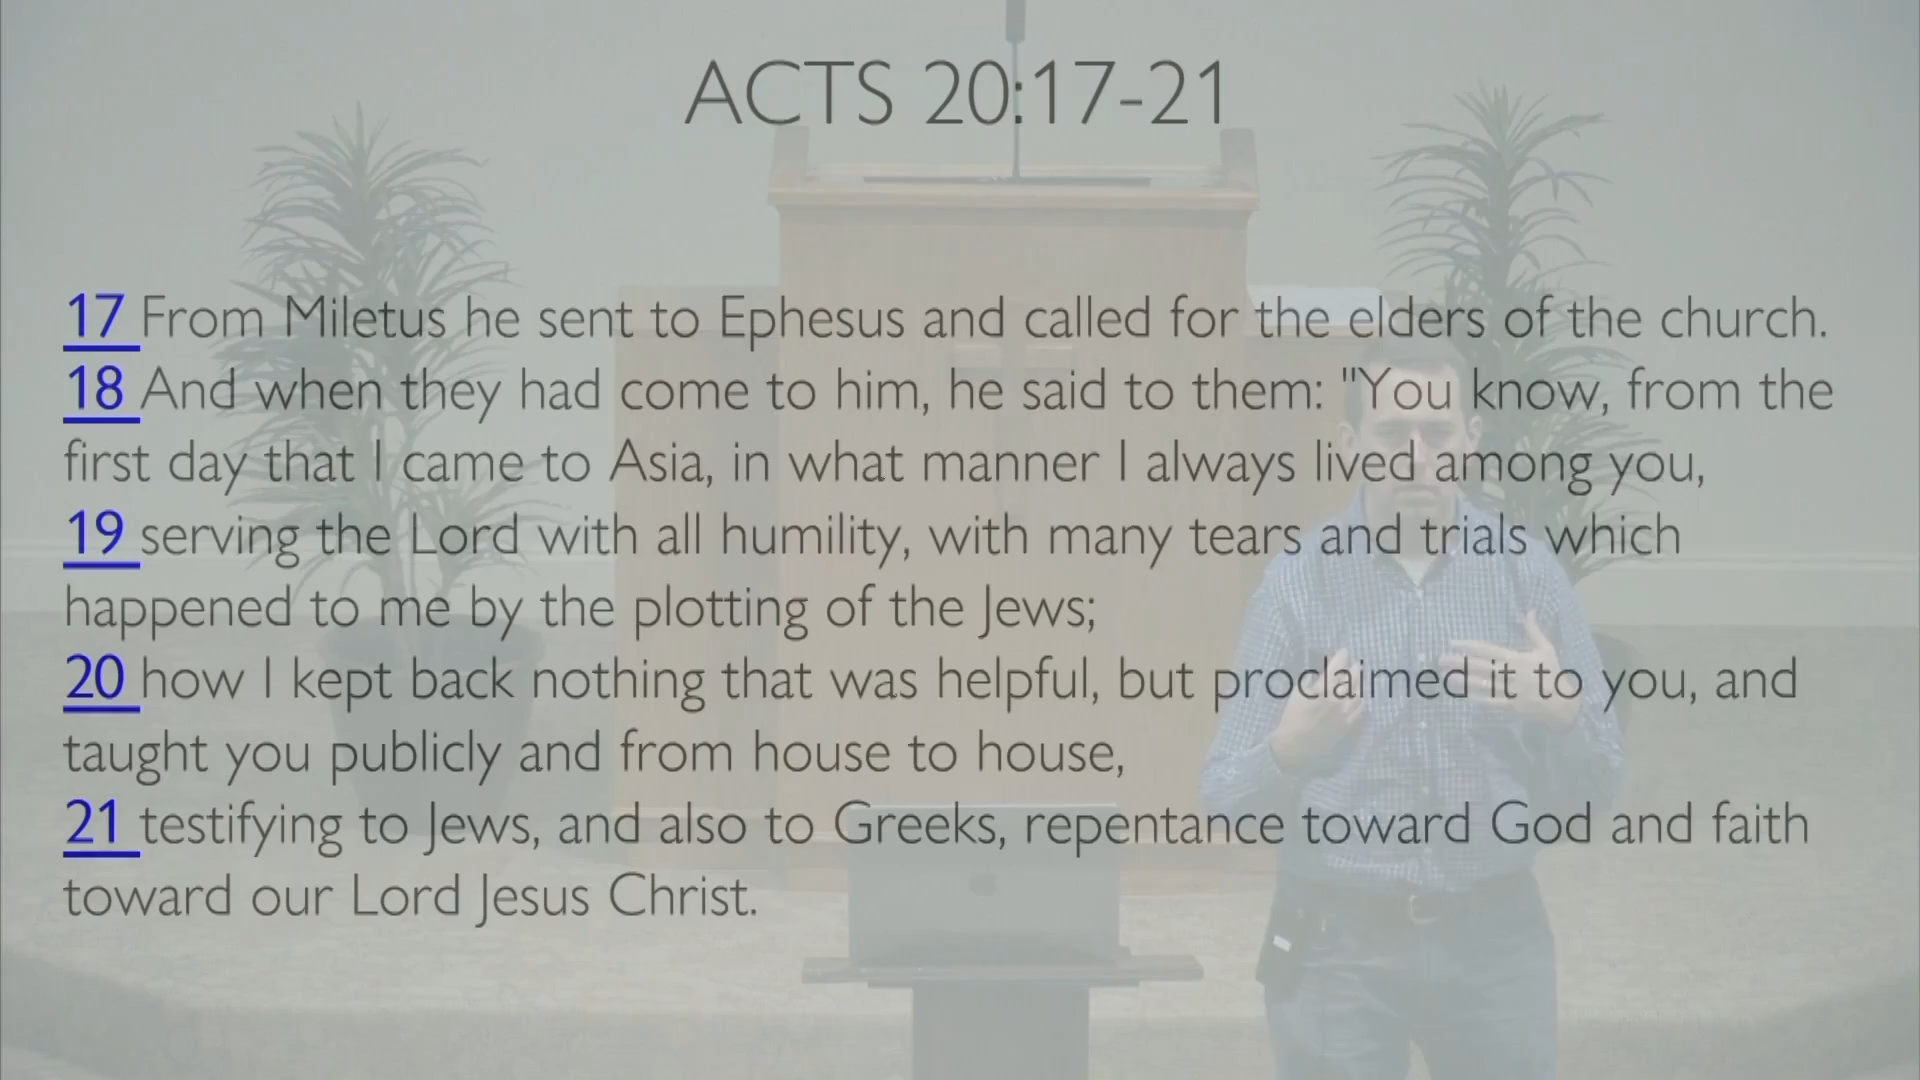 ACTS 20:17-21
17 From Miletus he sent to Ephesus and called for the elders of the church.
18 And when they had come to him, he said to them: "You know, from the
first day that I came to Asia, in what manner I always lived among you,
19 serving the Lord with all humility, with many tears and trials which
happened to me by the plotting of the Jews;
20 how I kept back nothing that was helpful, but proclaimed it to you, and
taught you publicly and from house to house,
21 testifying to Jews, and also to Greeks, repentance toward God and faith
toward our Lord Jesus Christ.